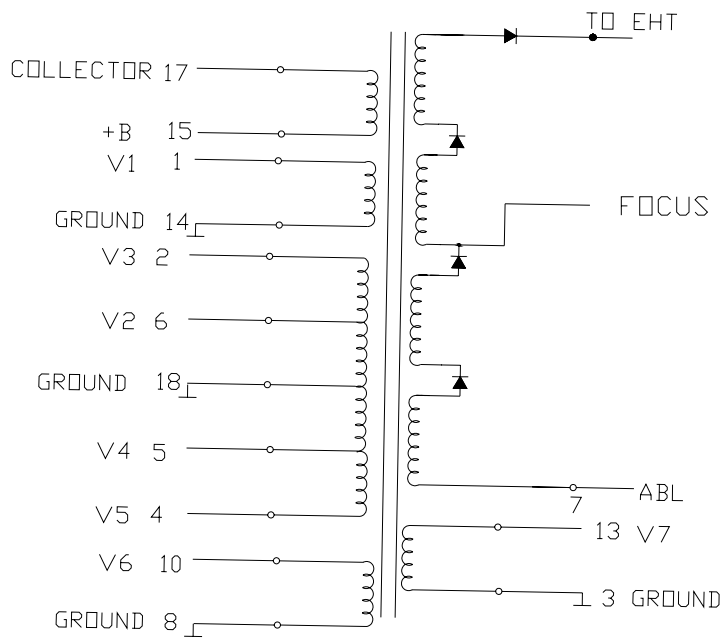 TO EHT
COLLECTOR 17
+B 15
V1 1
FOCUS
GROUND 14
V3 2
V2 6
GROUND 18
V4 5
ABL
7
V5 4
13 V7
V6 10
3 GROUND
GROUND 8